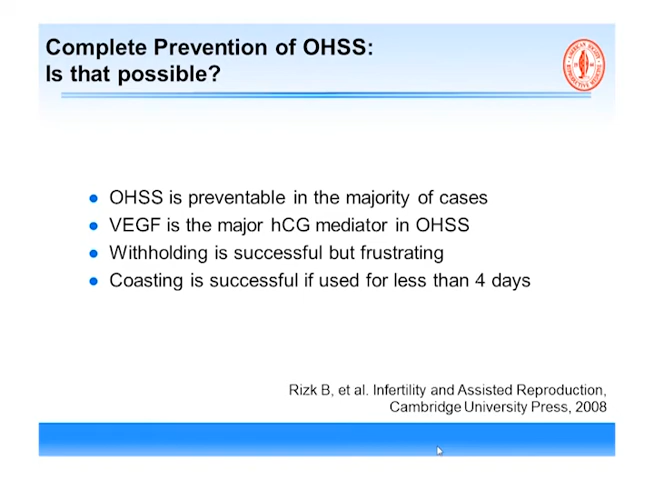 Complete Prevention of OHSS:
Is that possible?
OHSS is preventable in the majority of cases
VEGF is the major hCG mediator in OHSS
Withholding is successful but frustrating
Coasting is successful if used for less than 4 days
Rizk B, et al. Infertility and Assisted Reproduction,
Cambridge University Press, 2008